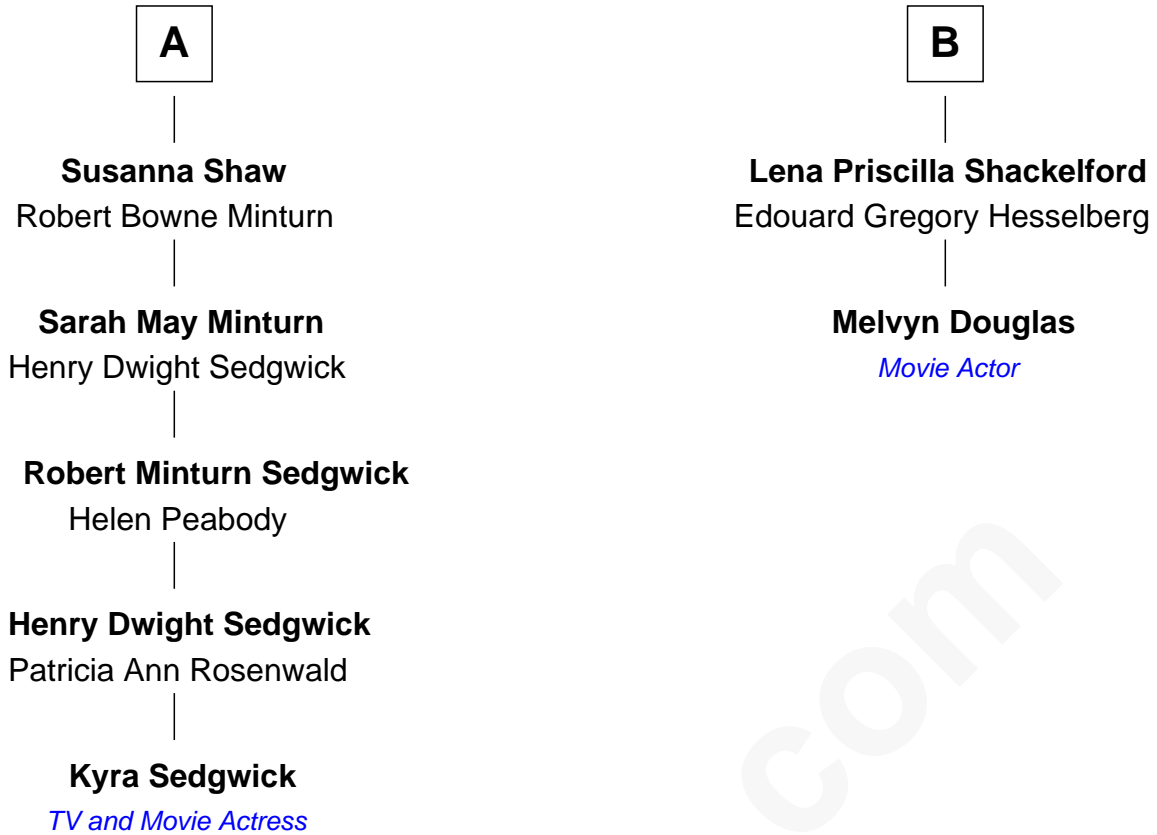 A
Susanna Shaw
Robert Bowne Minturn
Sarah May Minturn
Henry Dwight Sedgwick
Robert Minturn Sedgwick
Helen Peabody
Henry Dwight Sedgwick
Patricia Ann Rosenwald
Kyra Sedgwick
TV and Movie Actress
B
Lena Priscilla Shackelford
Edouard Gregory Hesselberg
Melvyn Douglas
Movie Actor
com